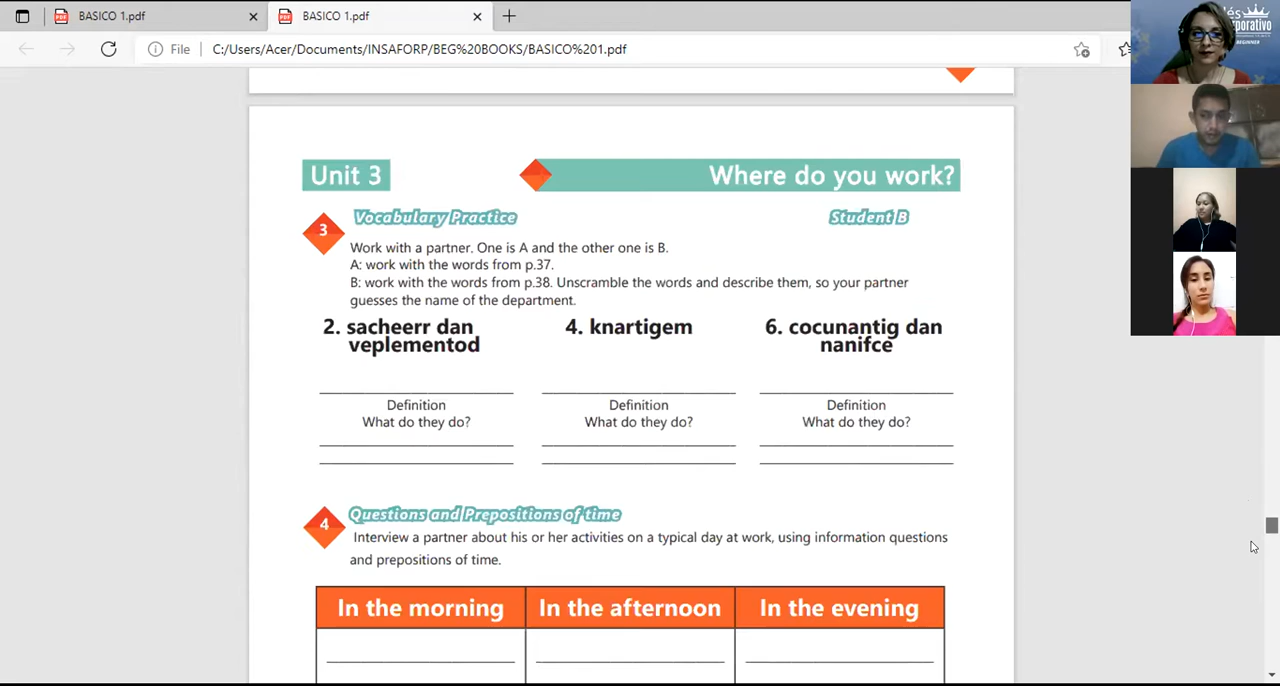 BASICO 1.pdf
BASICO 1.pdf
File
C:/Users/Acer/Documents/INSAFORP/BEG%20BOOKS/BASICO%201.pdf
BEGINNER
Unit 3
Where do you work?
3
Vocabulary Practice
Student B
Work with a partner. One is A and the other one is B.
A: work with the words from p.37.
B: work with the words from p.38. Unscramble the words and describe them, so your partner
guesses the name of the department.
2. sacheerr dan
veplementod
4. knartigem
6. cocunantig dan
nanifce
Definition
What do they do?
Definition
What do they do?
Definition
What do they do?
4
Questions and Prepositions of time
Interview a partner about his or her activities on a typical day at work, using information questions
and prepositions of time.
In the morning
In the afternoon
In the evening